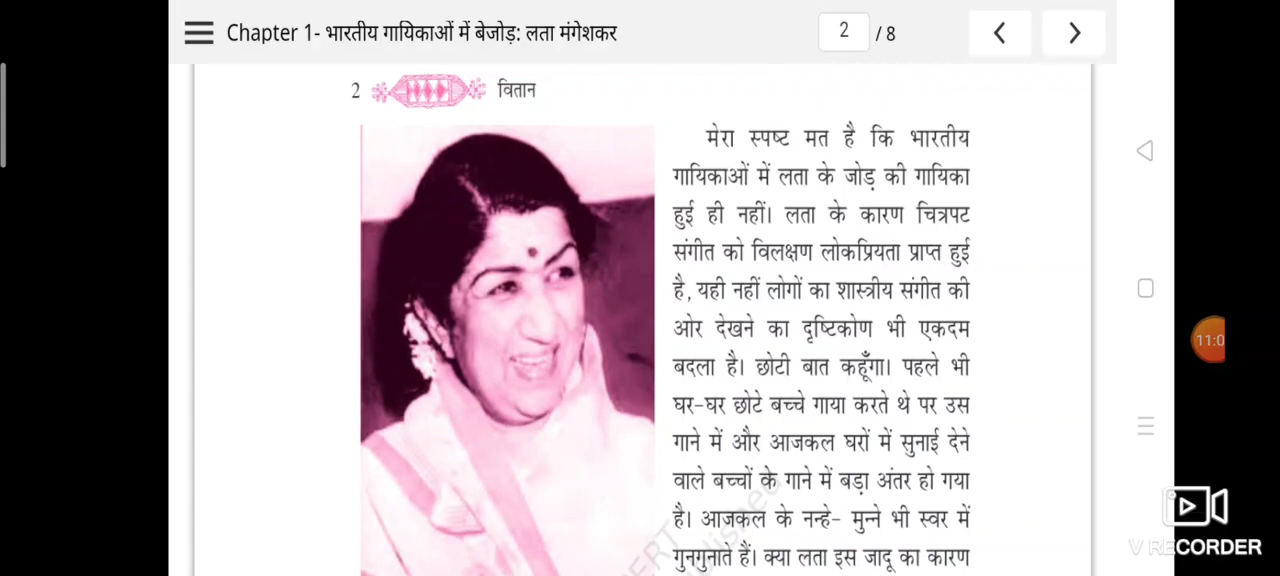 Chapter 1- भारतीय गायिकाओं में बेजोड़: लता मंगेशकर
2 / 8
2 वितान
मेरा स्पष्ट मत है कि भारतीय
गायिकाओं में लता के जोड़ की गायिका
हुई ही नहीं। लता के कारण चित्रपट
संगीत को विलक्षण लोकप्रियता प्राप्त हुई
है, यही नहीं लोगों का शास्त्रीय संगीत की
ओर देखने का दृष्टिकोण भी एकदम
बदला है। छोटी बात कहूँगा। पहले भी
घर-घर छोटे बच्चे गाया करते थे पर उस
गाने में और आजकल घरों में सुनाई देने
वाले बच्चों के गाने में बड़ा अंतर हो गया
है। आजकल के नन्हे- मुन्ने भी स्वर में
गुनगुनाते हैं। क्या लता इस जादू का कारण
11:0
V RECORDER